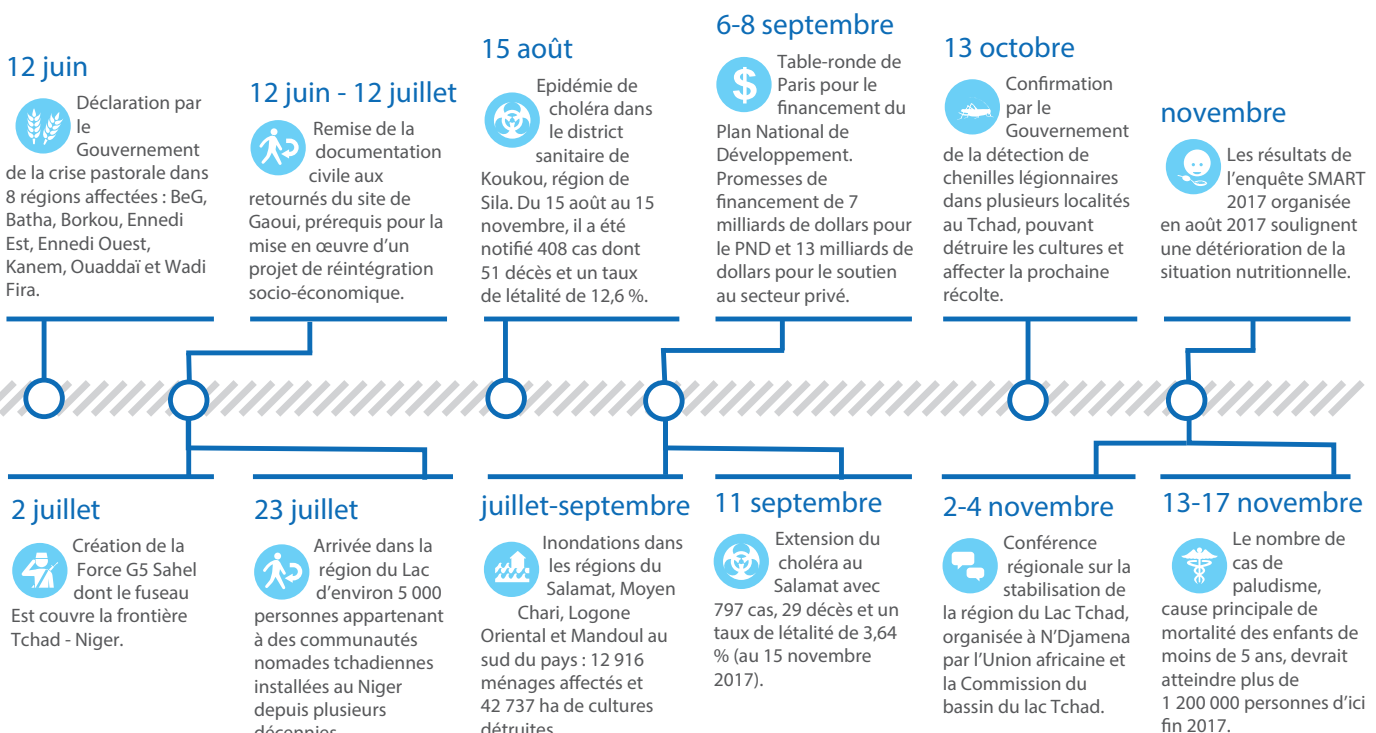 12 juin
Déclaration par
le
Gouvernement
de la crise pastorale dans
8 régions affectées : BeG,
Batha, Borkou, Ennedi
Est, Ennedi Ouest,
Kanem, Ouaddaï et Wadi
Fira.
12 juin - 12 juillet
Remise de la
documentation
civile aux
retournés du site de
Gaoui, prérequis pour la
mise en œuvre d’un
projet de réintégration
socio-économique.
15 août
Epidémie de
choléra dans
le district
sanitaire de
Koukou, région de
Sila. Du 15 août au 15
novembre, il a été
notifié 408 cas dont
51 décès et un taux
de létalité de 12,6 %.
6-8 septembre
$
Table-ronde de
Paris pour le
financement du
Plan National de
Développement.
Promesses de
financement de 7
milliards de dollars pour
le PND et 13 milliards de
dollars pour le soutien
au secteur privé.
13 octobre
Confirmation
par le
Gouvernement
de la détection de
chenilles légionnaires
dans plusieurs localités
au Tchad, pouvant
détruire les cultures et
affecter la prochaine
récolte.
novembre
Les résultats de
l’enquête SMART
2017 organisée
en août 2017 soulignent
une détérioration de la
situation nutritionnelle.
2 juillet
Création de la
Force G5 Sahel
dont le fuseau
Est couvre la frontière
Tchad - Niger.
23 juillet
Arrivée dans la
région du Lac
d’environ 5 000
personnes appartenant
à des communautés
nomades tchadiennes
installées au Niger
depuis plusieurs
décennies
juillet-septembre
Inondations dans
les régions du
Salamat, Moyen
Chari, Logone
Oriental et Mandoul au
sud du pays : 12 916
ménages affectés et
42 737 ha de cultures
détruites
11 septembre
Extension du
choléra au
Salamat avec
797 cas, 29 décès et un
taux de létalité de 3,64
% (au 15 novembre
2017).
2-4 novembre
Conférence
régionale sur la
stabilisation de
la région du Lac Tchad,
organisée à N’Djamena
par l’Union africaine et
la Commission du
bassin du lac Tchad.
13-17 novembre
Le nombre de
cas de
paludisme,
cause principale de
mortalité des enfants de
moins de 5 ans, devrait
atteindre plus de
1 200 000 personnes d’ici
fin 2017.